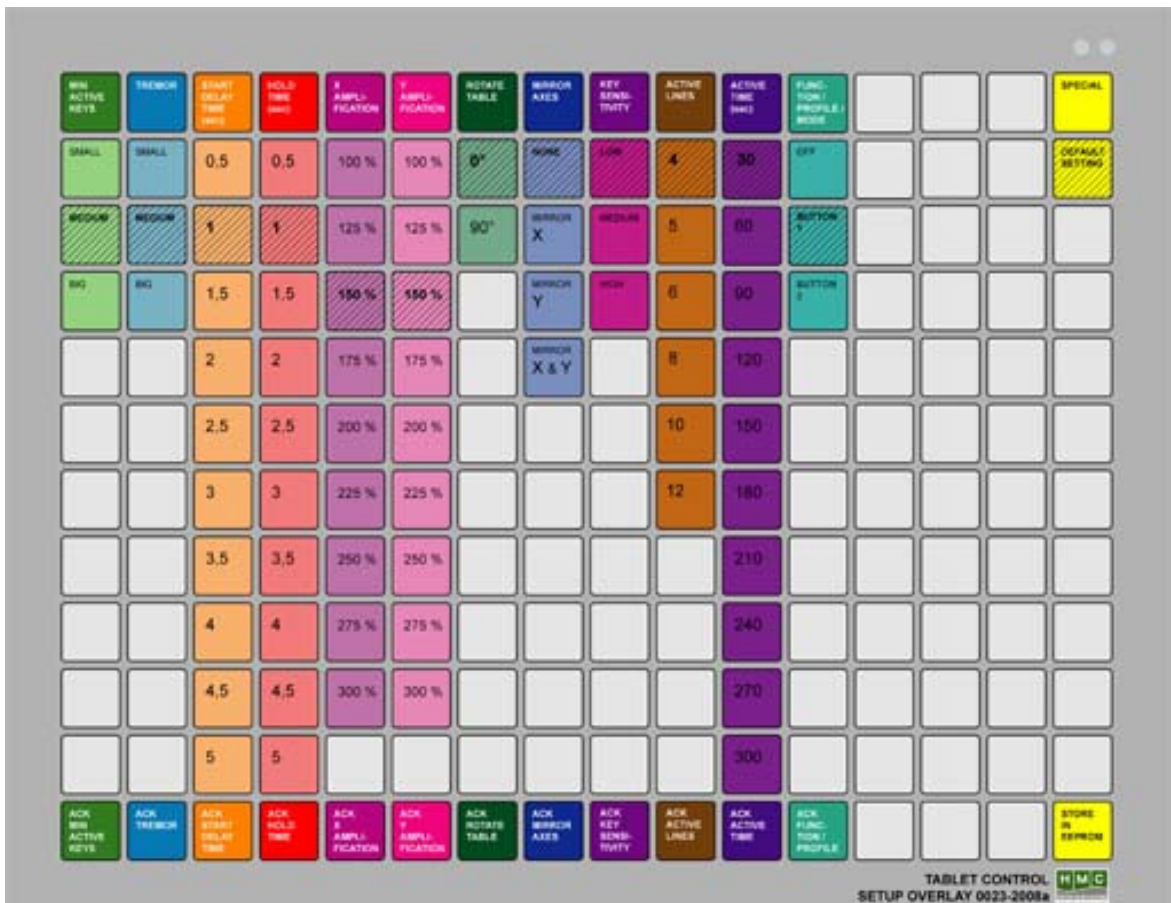 MIN
ACTIVE
KEYS
TREMOR
START
DELAY
TIME
(sec)
HOLD
TIME
(sec)
X
AMPLI-
FICATION
Y
AMPLI-
FICATION
ROTATE
TABLE
MIRROR
AXES
KEY
SENSI-
TIVITY
ACTIVE
LINES
ACTIVE
TIME
(sec)
FUNC-
TION /
PROFILE /
MODE
SPECIAL
SMALL
SMALL
0,5
0,5
100 %
100 %
0°
NONE
LOW
4
30
OFF
DEFAULT
SETTING
MEDIUM
MEDIUM
1
1
125 %
125 %
90°
MIRROR
X
MEDIUM
5
60
BUTTON
1
BIG
BIG
1,5
1,5
150 %
150 %
MIRROR
Y
HIGH
6
90
BUTTON
2
2
2
175 %
175 %
MIRROR
X & Y
8
120
2,5
2,5
200 %
200 %
10
150
3
3
225 %
225 %
12
180
3,5
3,5
250 %
250 %
210
4
4
275 %
275 %
240
4,5
4,5
300 %
300 %
270
5
5
300
ACK
MIN
ACTIVE
KEYS
ACK
TREMOR
ACK
START
DELAY
TIME
ACK
HOLD
TIME
ACK
X
AMPLI-
FICATION
ACK
Y
AMPLI-
FICATION
ACK
ROTATE
TABLE
ACK
MIRROR
AXES
ACK
KEY
SENSI-
TIVITY
ACK
ACTIVE
LINES
ACK
ACTIVE
TIME
ACK
FUNC-
TION /
PROFILE
STORE
IN
EEPROM
TABLET CONTROL
SETUP OVERLAY 0023-2008a
HMC